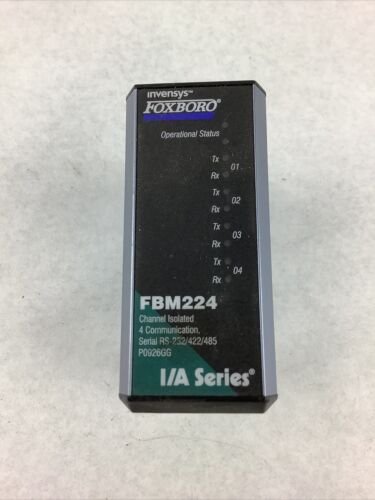 invensys™
FOXBORO®
Operational Status
Tx
01
Rx
Tx
02
Rx
Tx
03
Rx
Tx
04
Rx
FBM224
Channel Isolated
4 Communication,
Serial RS-232/422/485
P0926GG
I/A Series®